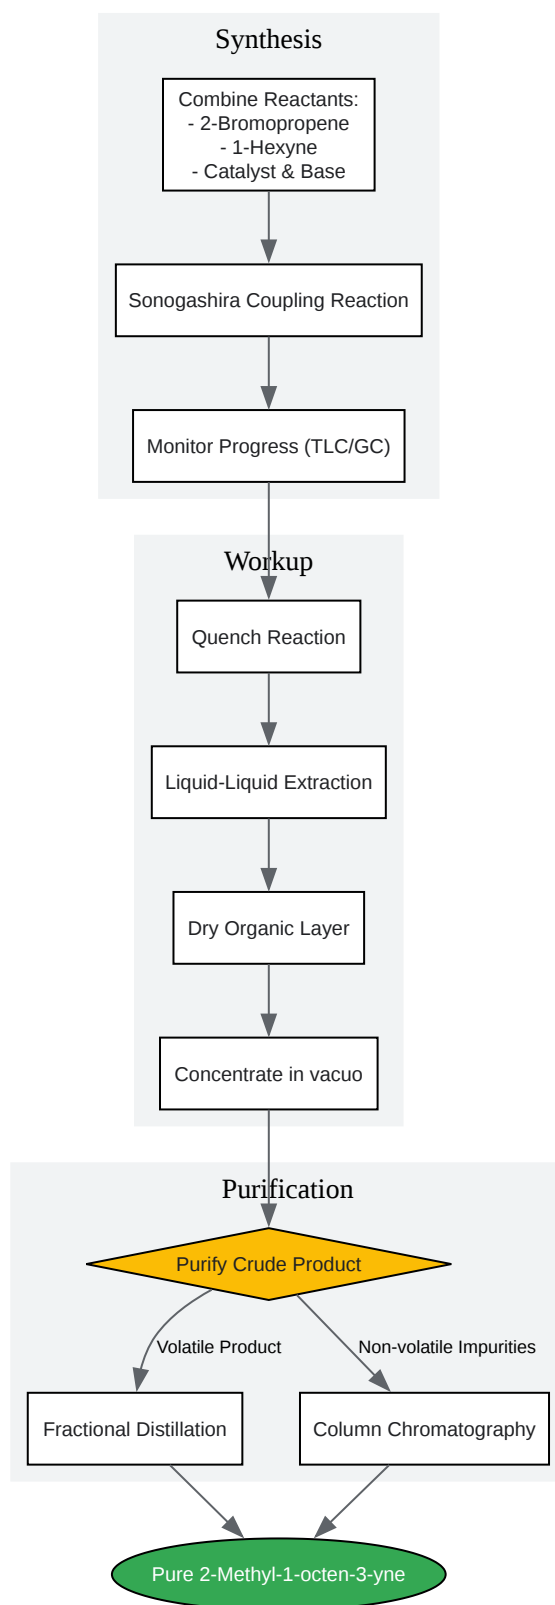 Synthesis
Combine Reactants:
- 2-Bromopropene
- 1-Hexyne
- Catalyst & Base
Sonogashira Coupling Reaction
Monitor Progress (TLC/GC)
Workup
Quench Reaction
Liquid-Liquid Extraction
Dry Organic Layer
Concentrate in vacuo
Purification
Purify Crude Product
Volatile Product
Non-volatile Impurities
Fractional Distillation
Column Chromatography
Pure 2-Methyl-1-octen-3-yne